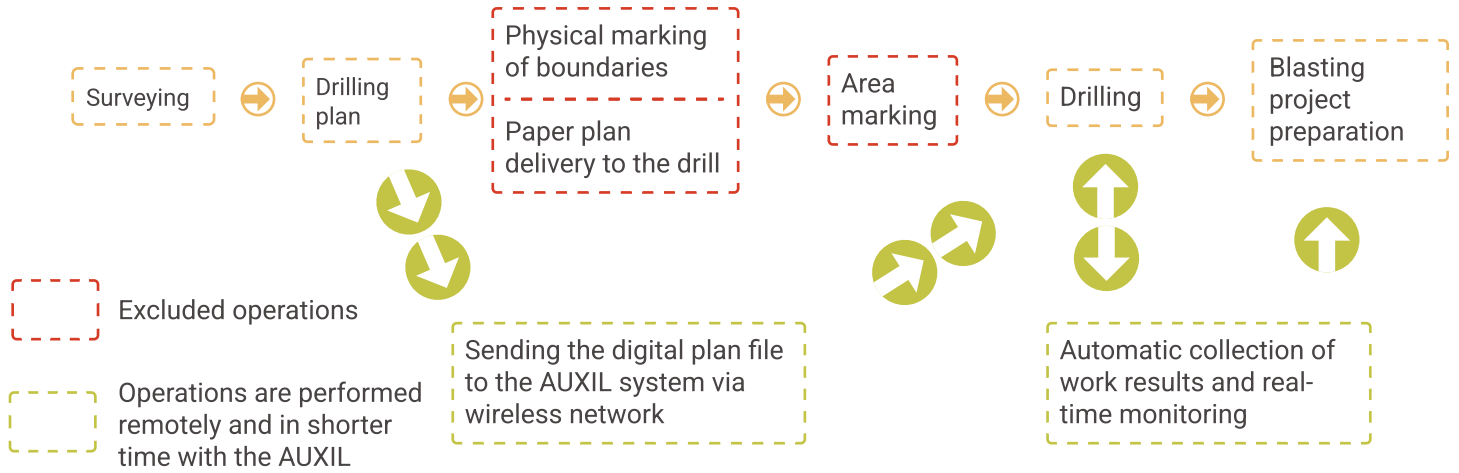 Surveying
Drilling
plan
Physical marking
of boundaries
Paper plan
delivery to the drill
Area
marking
Drilling
Blasting
project
preparation
Excluded operations
Operations are performed
remotely and in shorter
time with the AUXIL
Sending the digital plan file
to the AUXIL system via
wireless network
Automatic collection of
work results and real-
time monitoring